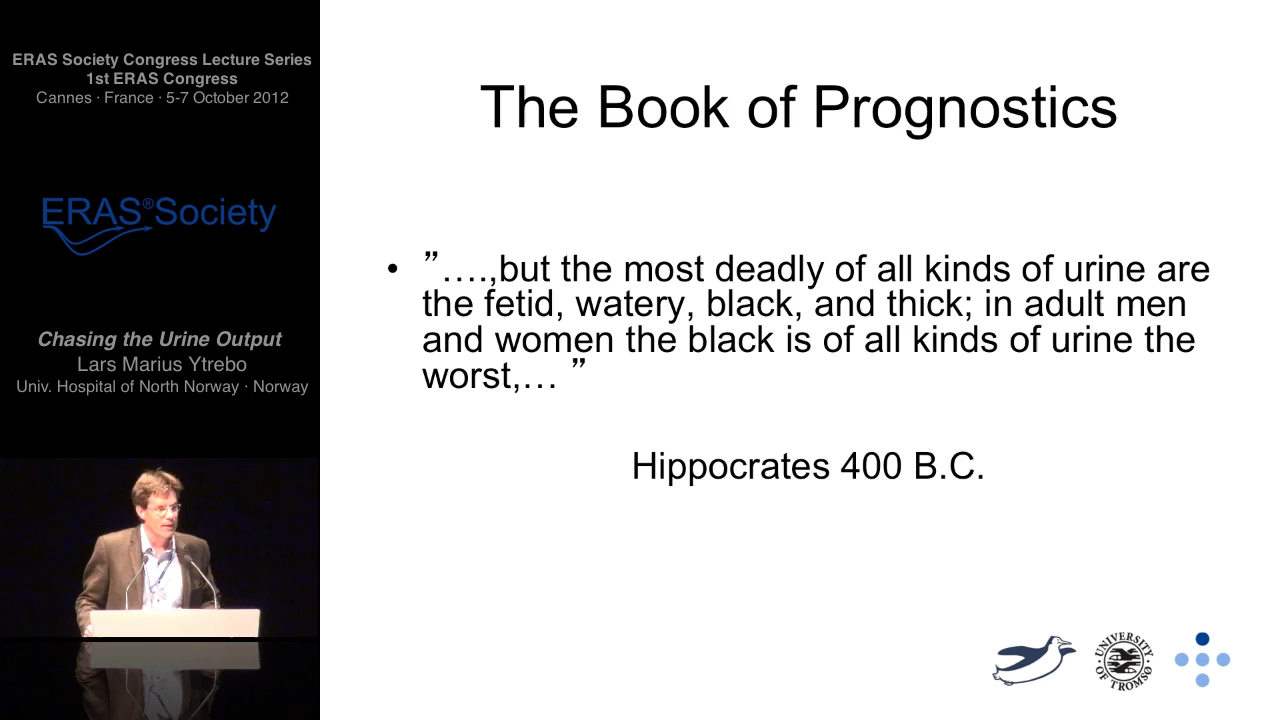 ERAS Society Congress Lecture Series
1st ERAS Congress
Cannes · France · 5-7 October 2012
ERAS®Society
Chasing the Urine Output
Lars Marius Ytrebo
Univ. Hospital of North Norway · Norway
The Book of Prognostics
• ”….,but the most deadly of all kinds of urine are
the fetid, watery, black, and thick; in adult men
and women the black is of all kinds of urine the
worst,… ”
Hippocrates 400 B.C.
UNIVERSITY
OF TROMSØ